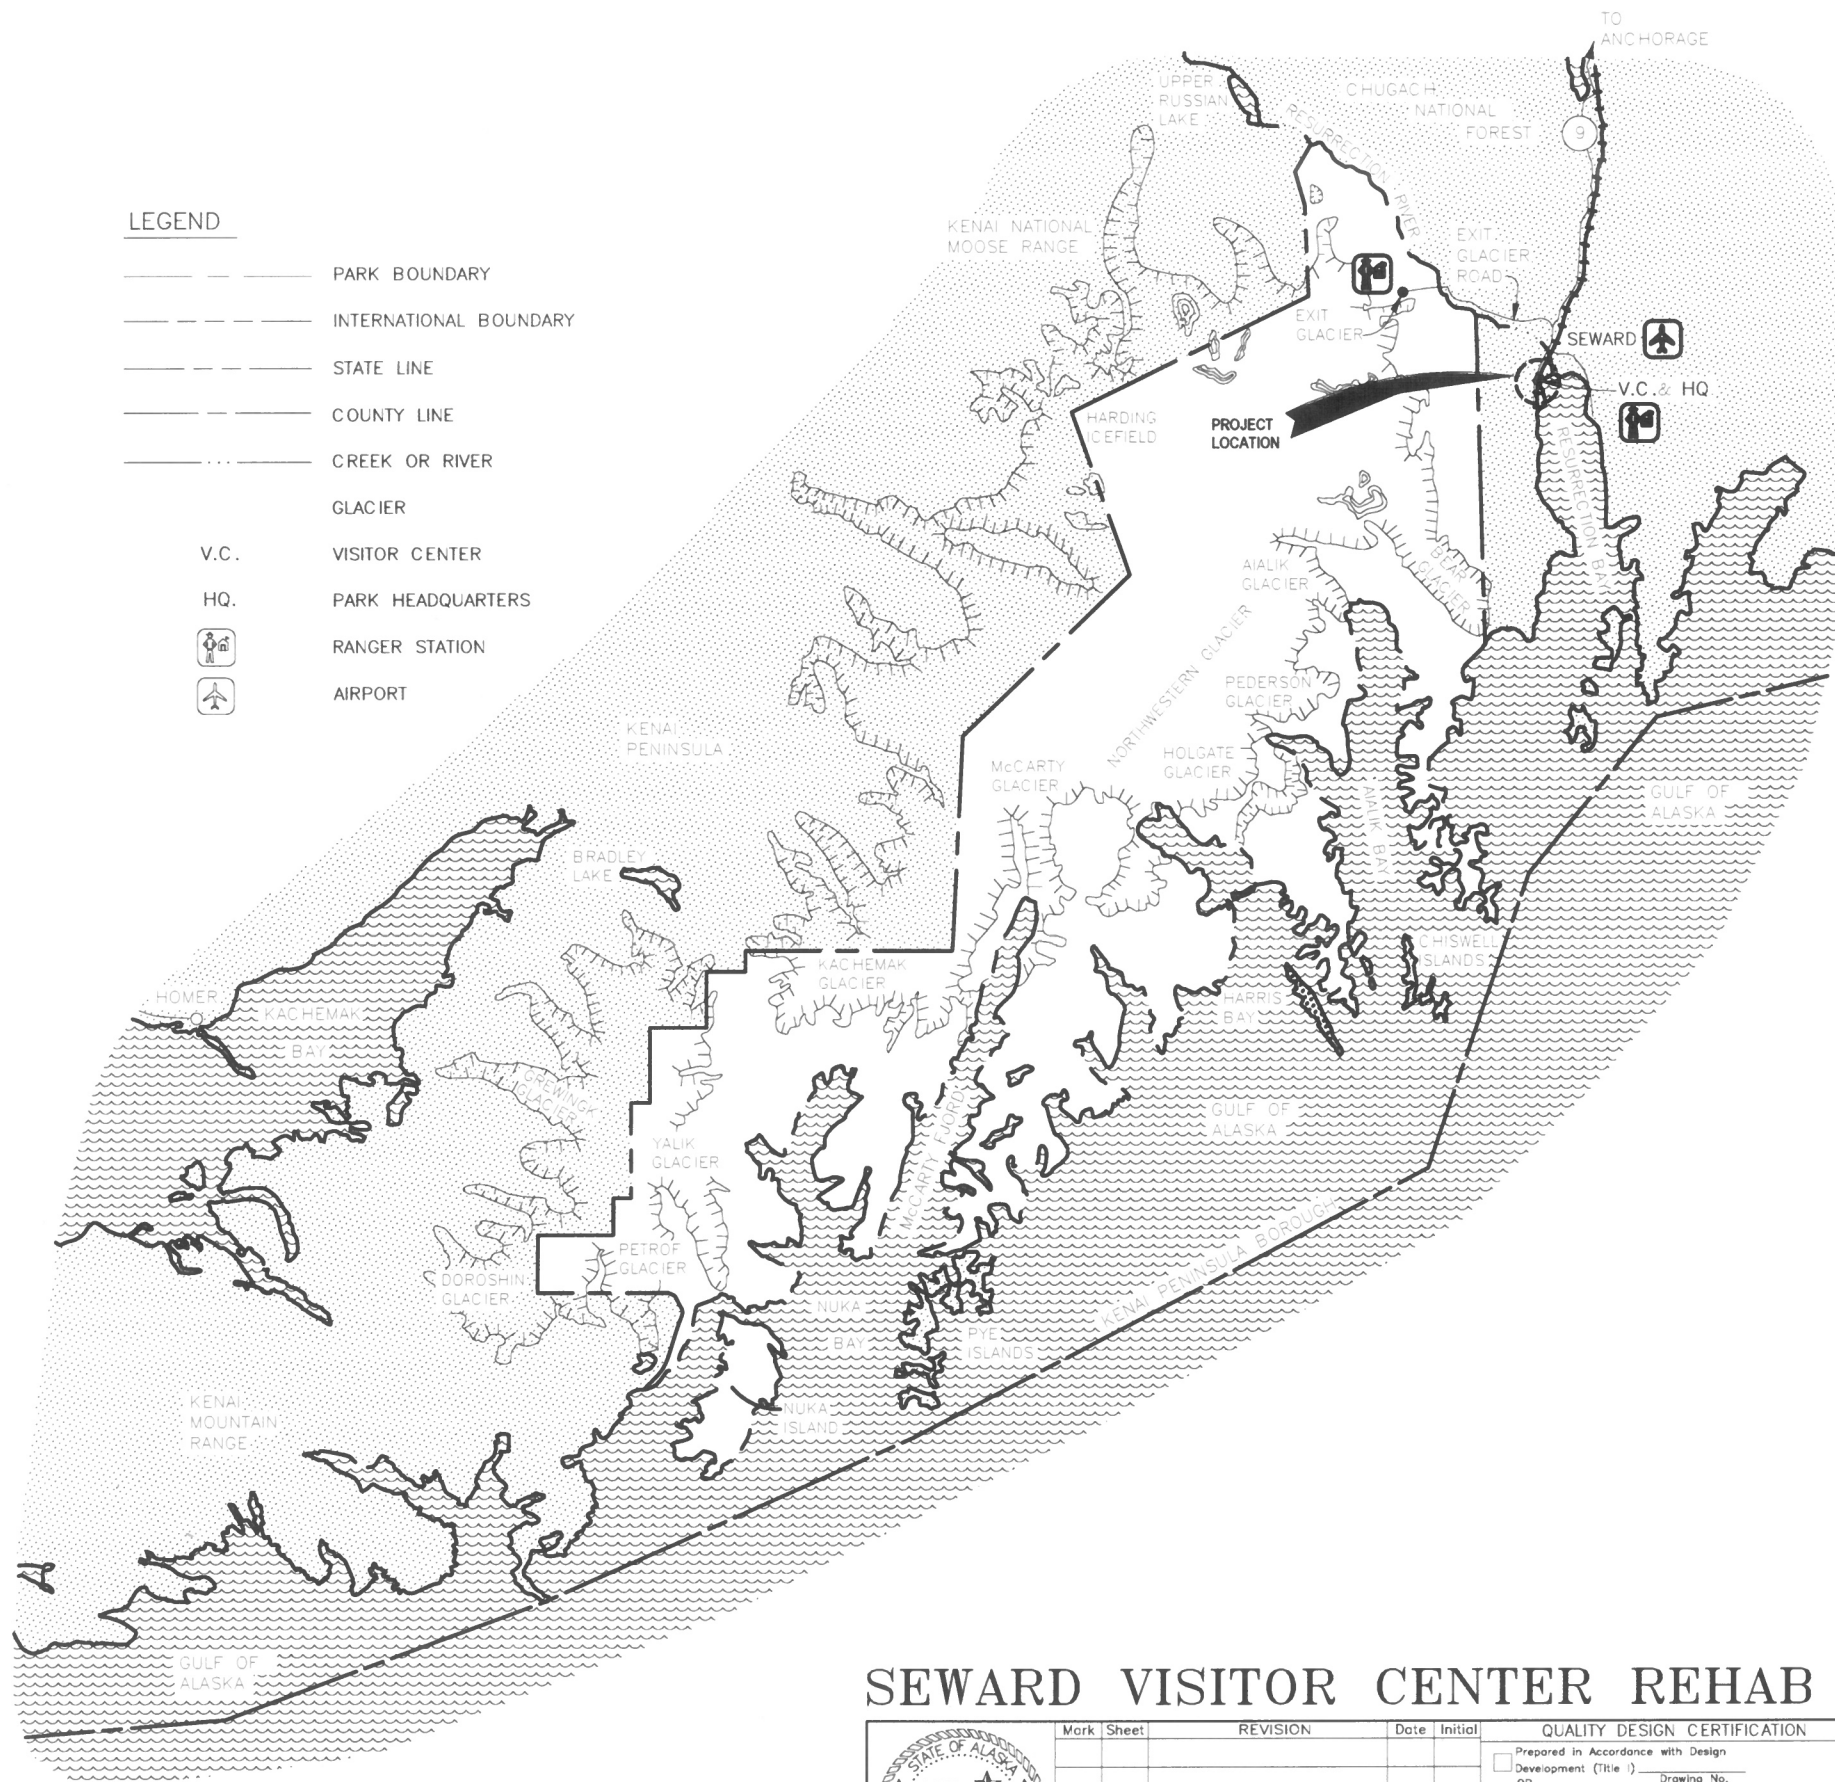 TO
ANCHORAGE
UPPER
RUSSIAN
LAKE
CHUGACH
NATIONAL
FOREST
9
RESURRECTION RIVER
LEGEND
PARK BOUNDARY
INTERNATIONAL BOUNDARY
STATE LINE
COUNTY LINE
CREEK OR RIVER
GLACIER
V.C. VISITOR CENTER
HQ. PARK HEADQUARTERS
RANGER STATION
AIRPORT
KENAI NATIONAL
MOOSE RANGE
EXIT
GLACIER
ROAD
EXIT
GLACIER
SEWARD
V.C. & HQ
HARDING
ICEFIELD
PROJECT
LOCATION
RESURRECTION BAY
BEAR
GLACIER
AIALIK
GLACIER
NORTHWESTERN GLACIER
PEDERSON
GLACIER
HOLGATE
GLACIER
McCARTY
GLACIER
KENAI
PENINSULA
AIALIK BAY
GULF OF
ALASKA
BRADLEY
LAKE
CHISWELL
ISLANDS
HARRIS
BAY
KACHEMAK
GLACIER
HOMER
KACHEMAK
BAY
GREWINGK
GLACIER
YALIK
GLACIER
McCARTY FJORD
GULF OF
ALASKA
KENAI PENINSULA BOROUGH
PETROF
GLACIER
DOROSHIN
GLACIER
NUKA
BAY
PYE
ISLANDS
NUKA
ISLAND
KENAI
MOUNTAIN
RANGE
GULF OF
ALASKA
SEWARD VISITOR CENTER REHAB
STATE OF ALASKA
Mark Sheet REVISION Date Initial
QUALITY DESIGN CERTIFICATION
Prepared in Accordance with Design
Development (Title I)
OR Drawing No.